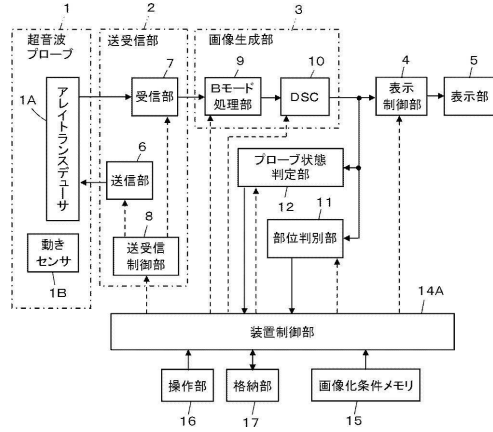 1
2
3
超音波
プローブ
送受信部
画像生成部
7
9
10
4
5
1A
アレイトランスデューサ
受信部
Bモード
処理部
DSC
表示
制御部
表示部
6
送信部
プローブ状態
判定部
12
11
8
送受信
制御部
部位判別部
動き
センサ
1B
14A
装置制御部
操作部
格納部
画像化条件メモリ
16
17
15